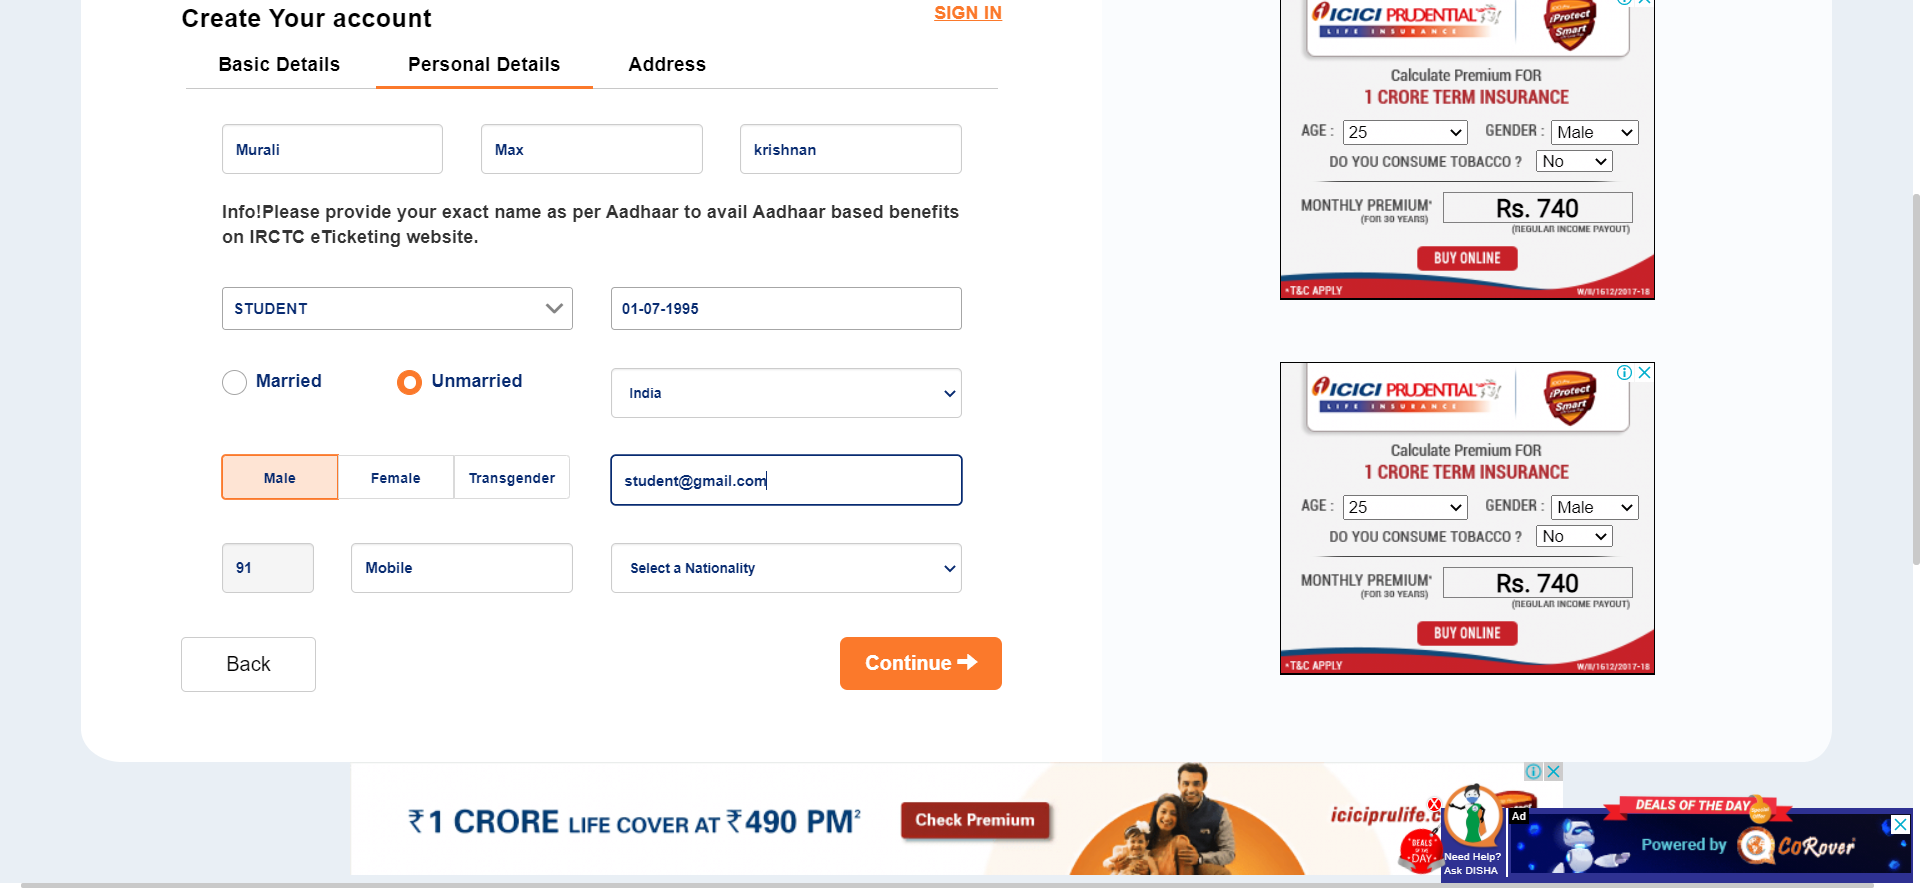 Create Your account
SIGN IN
Basic Details
Personal Details
Address
Murali
Max
krishnan
Info!Please provide your exact name as per Aadhaar to avail Aadhaar based benefits
on IRCTC eTicketing website.
STUDENT
01-07-1995
Married
Unmarried
India
Male
Female
Transgender
student@gmail.com
91
Mobile
Select a Nationality
Back
Continue
ICICI PRUDENTIAL
LIFE INSURANCE
iProtect
Smart
Calculate Premium FOR
1 CRORE TERM INSURANCE
AGE :
25
GENDER :
Male
DO YOU CONSUME TOBACCO ?
No
MONTHLY PREMIUM*
(FOR 30 YEARS)
Rs. 740
(REGULAR INCOME PAYOUT)
BUY ONLINE
*T&C APPLY
W/II/1612/2017-18
ICICI PRUDENTIAL
LIFE INSURANCE
iProtect
Smart
Calculate Premium FOR
1 CRORE TERM INSURANCE
AGE :
25
GENDER :
Male
DO YOU CONSUME TOBACCO ?
No
MONTHLY PREMIUM*
(FOR 30 YEARS)
Rs. 740
(REGULAR INCOME PAYOUT)
BUY ONLINE
*T&C APPLY
W/II/1612/2017-18
₹1 CRORE LIFE COVER AT ₹490 PM²
Check Premium
iciciprulife.c
DEALS
OF THE
DAY
X
Need Help?
Ask DISHA
Ad
DEALS OF THE DAY
Powered by
CoRover